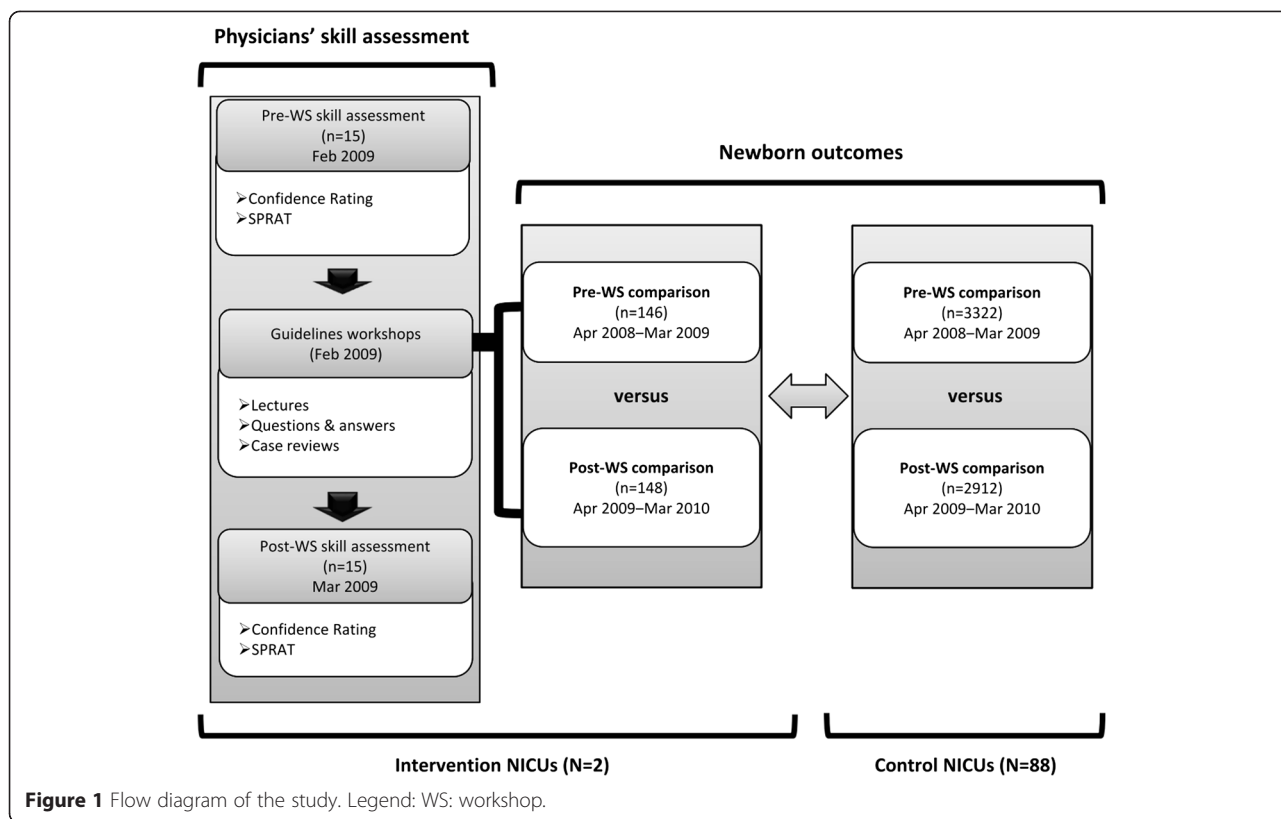 Physicians’ skill assessment
Pre-WS skill assessment
(n=15)
Feb 2009
➢Confidence Rating
➢SPRAT
Guidelines workshops
(Feb 2009)
➢Lectures
➢Questions & answers
➢Case reviews
Post-WS skill assessment
(n=15)
Mar 2009
➢Confidence Rating
➢SPRAT
Newborn outcomes
Pre-WS comparison
(n=146)
Apr 2008–Mar 2009
versus
Post-WS comparison
(n=148)
Apr 2009–Mar 2010
Pre-WS comparison
(n=3322)
Apr 2008–Mar 2009
versus
Post-WS comparison
(n=2912)
Apr 2009–Mar 2010
Intervention NICUs (N=2)
Control NICUs (N=88)
Figure 1 Flow diagram of the study. Legend: WS: workshop.